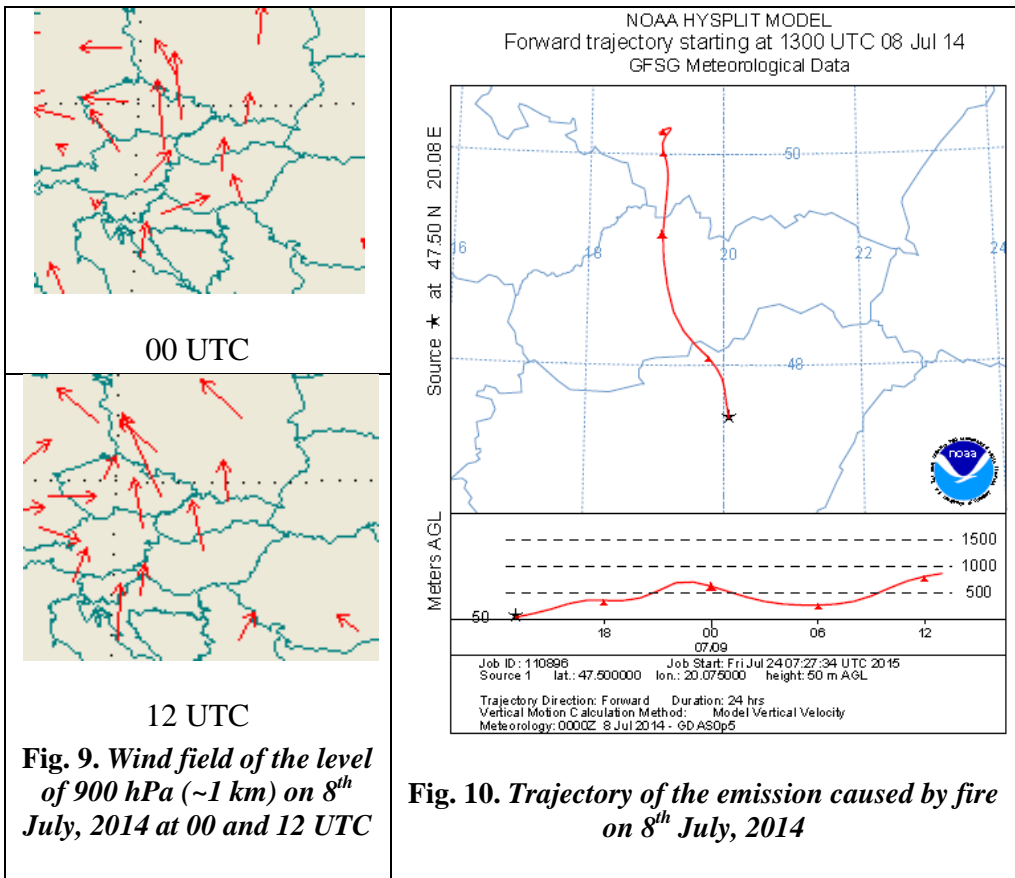 00 UTC
12 UTC
Fig. 9. Wind field of the level
of 900 hPa (~1 km) on 8th
July, 2014 at 00 and 12 UTC
NOAA HYSPLIT MODEL
Forward trajectory starting at 1300 UTC 08 Jul 14
GFSG Meteorological Data
Source ★ at 47.50 N 20.08 E
50
16
18
20
22
24
48
noaa
Meters AGL
1500
1000
500
50
18
00
06
12
07/09
Job ID: 110896 Job Start: Fri Jul 24 07:27:34 UTC 2015
Source 1 lat.: 47.500000 lon.: 20.075000 height: 50 m AGL
Trajectory Direction: Forward Duration: 24 hrs
Vertical Motion Calculation Method: Model Vertical Velocity
Meteorology: 0000Z 8 Jul 2014 - GDAS0p5
Fig. 10. Trajectory of the emission caused by fire
on 8th July, 2014